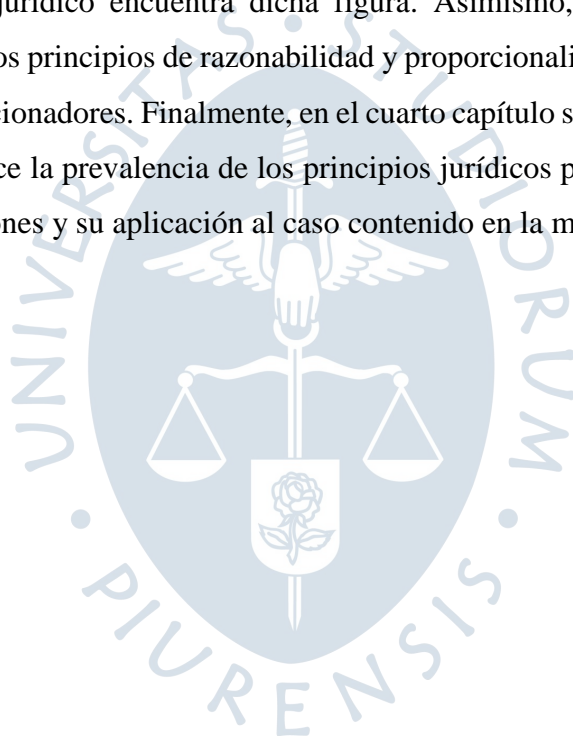 jurídico encuentra dicha figura. Asimismo,
os principios de razonabilidad y proporcionali
cionadores. Finalmente, en el cuarto capítulo s
ce la prevalencia de los principios jurídicos p
ones y su aplicación al caso contenido en la m
UNIVERSITAS • STUDIORUM • PIURENSIS